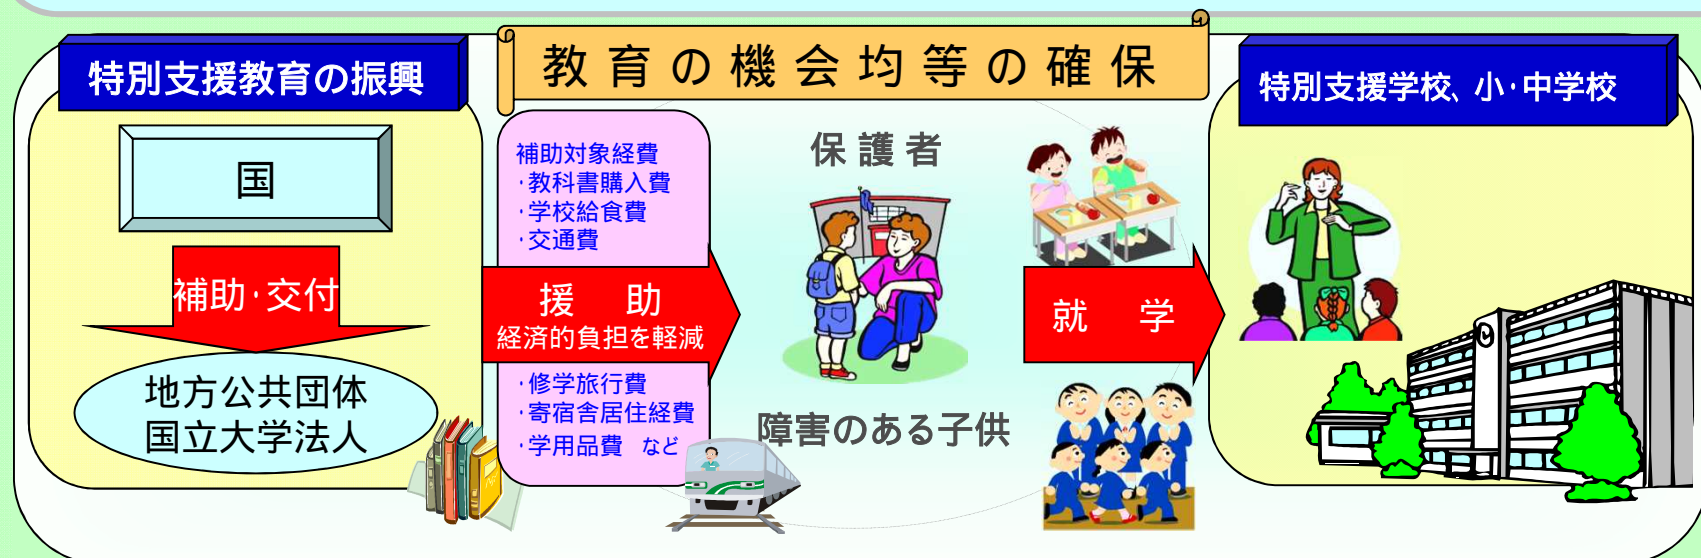 教育の機会均等の確保
特別支援教育の振興
国
補助・交付
地方公共団体
国立大学法人
補助対象経費
・教科書購入費
・学校給食費
・交通費
援 助
経済的負担を軽減
・修学旅行費
・寄宿舎居住経費
・学用品費 など
保護者
障害のある子供
就 学
特別支援学校、小・中学校